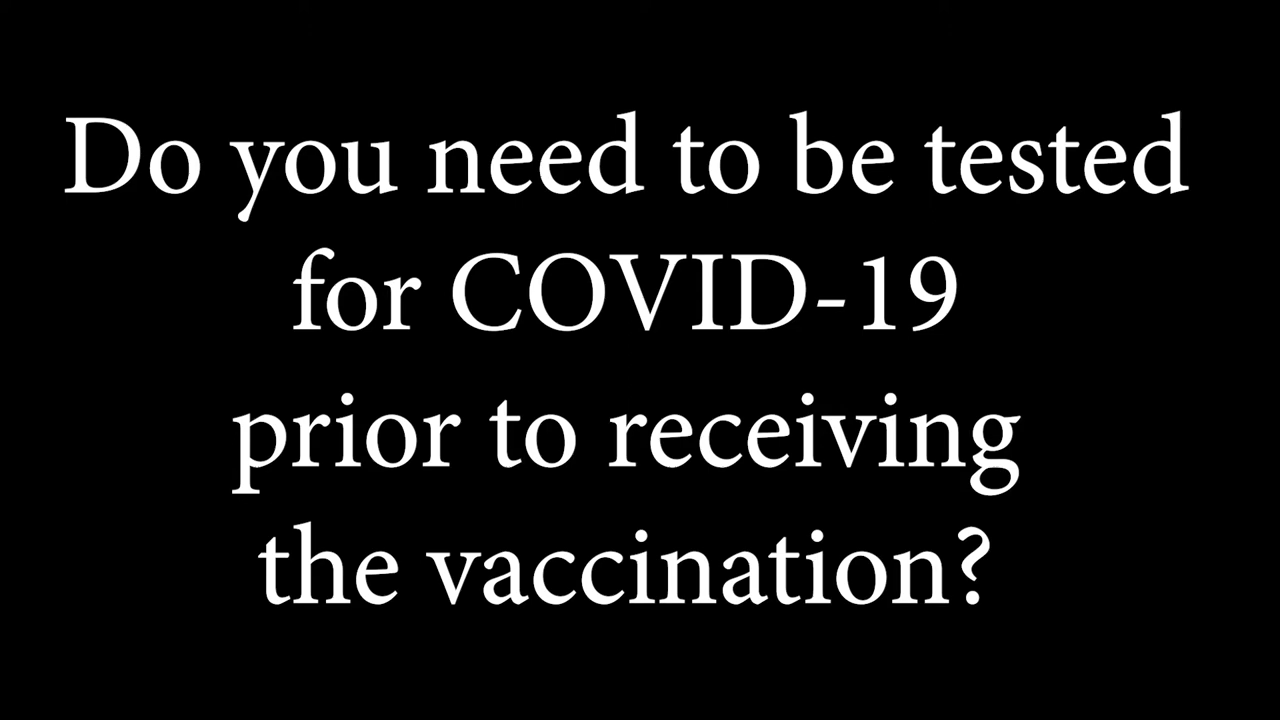 Do you need to be tested
for COVID-19
prior to receiving
the vaccination?